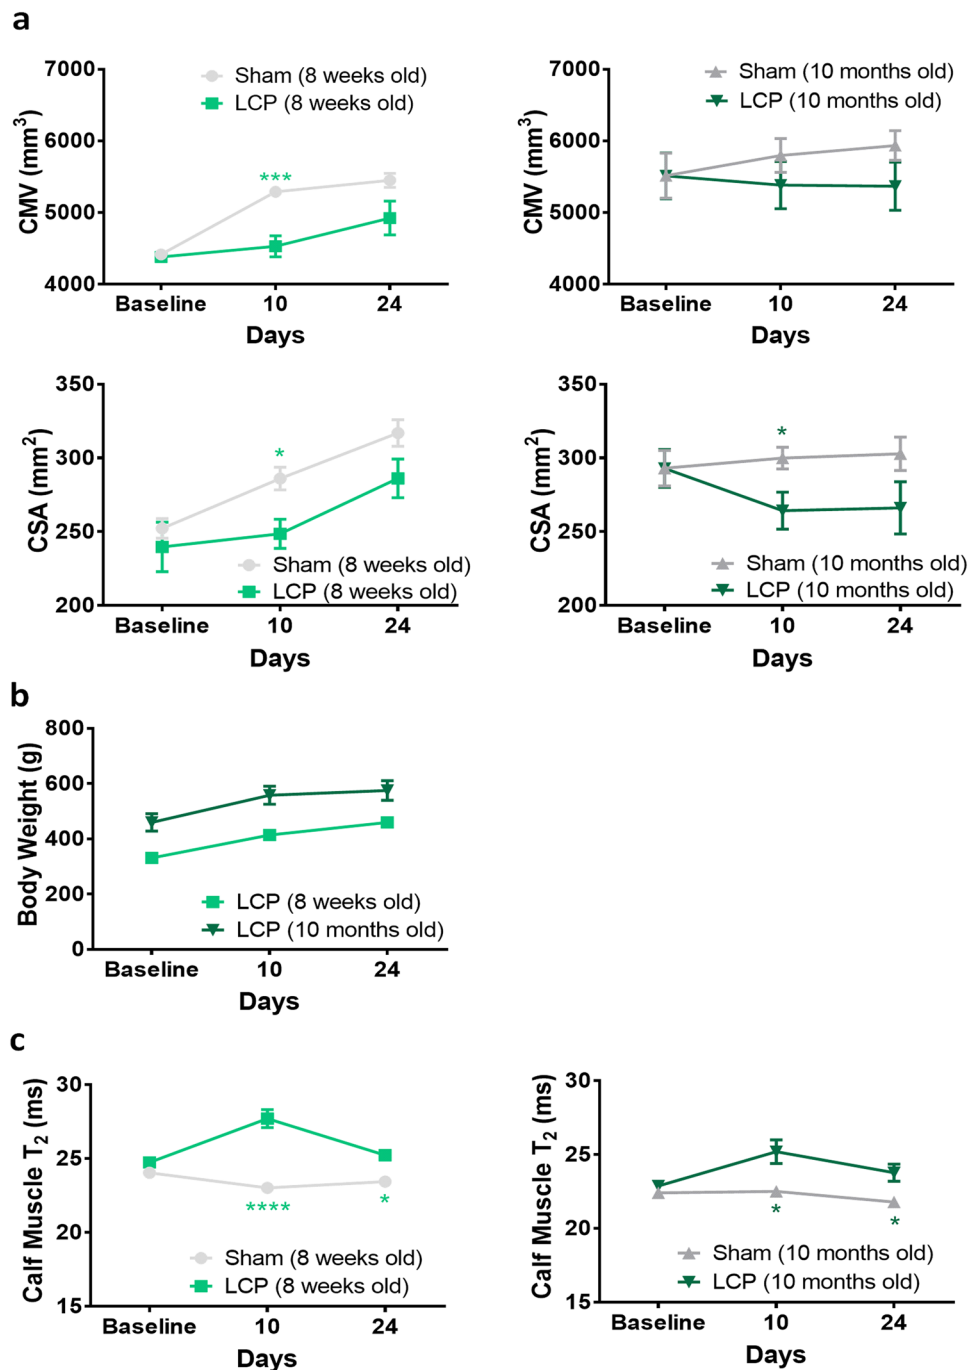 a
7000
6000
5000
4000
CMV (mm³)
Sham (8 weeks old)
LCP (8 weeks old)
***
Baseline 10 24
Days
7000
6000
5000
4000
CMV (mm³)
Sham (10 months old)
LCP (10 months old)
Baseline 10 24
Days
350
300
250
200
CSA (mm²)
*
Sham (8 weeks old)
LCP (8 weeks old)
Baseline 10 24
Days
350
300
250
200
CSA (mm²)
*
Sham (10 months old)
LCP (10 months old)
Baseline 10 24
Days
b
800
600
400
200
0
Body Weight (g)
LCP (8 weeks old)
LCP (10 months old)
Baseline 10 24
Days
c
30
25
20
15
Calf Muscle T₂ (ms)
**** *
Sham (8 weeks old)
LCP (8 weeks old)
Baseline 10 24
Days
30
25
20
15
Calf Muscle T₂ (ms)
* *
Sham (10 months old)
LCP (10 months old)
Baseline 10 24
Days